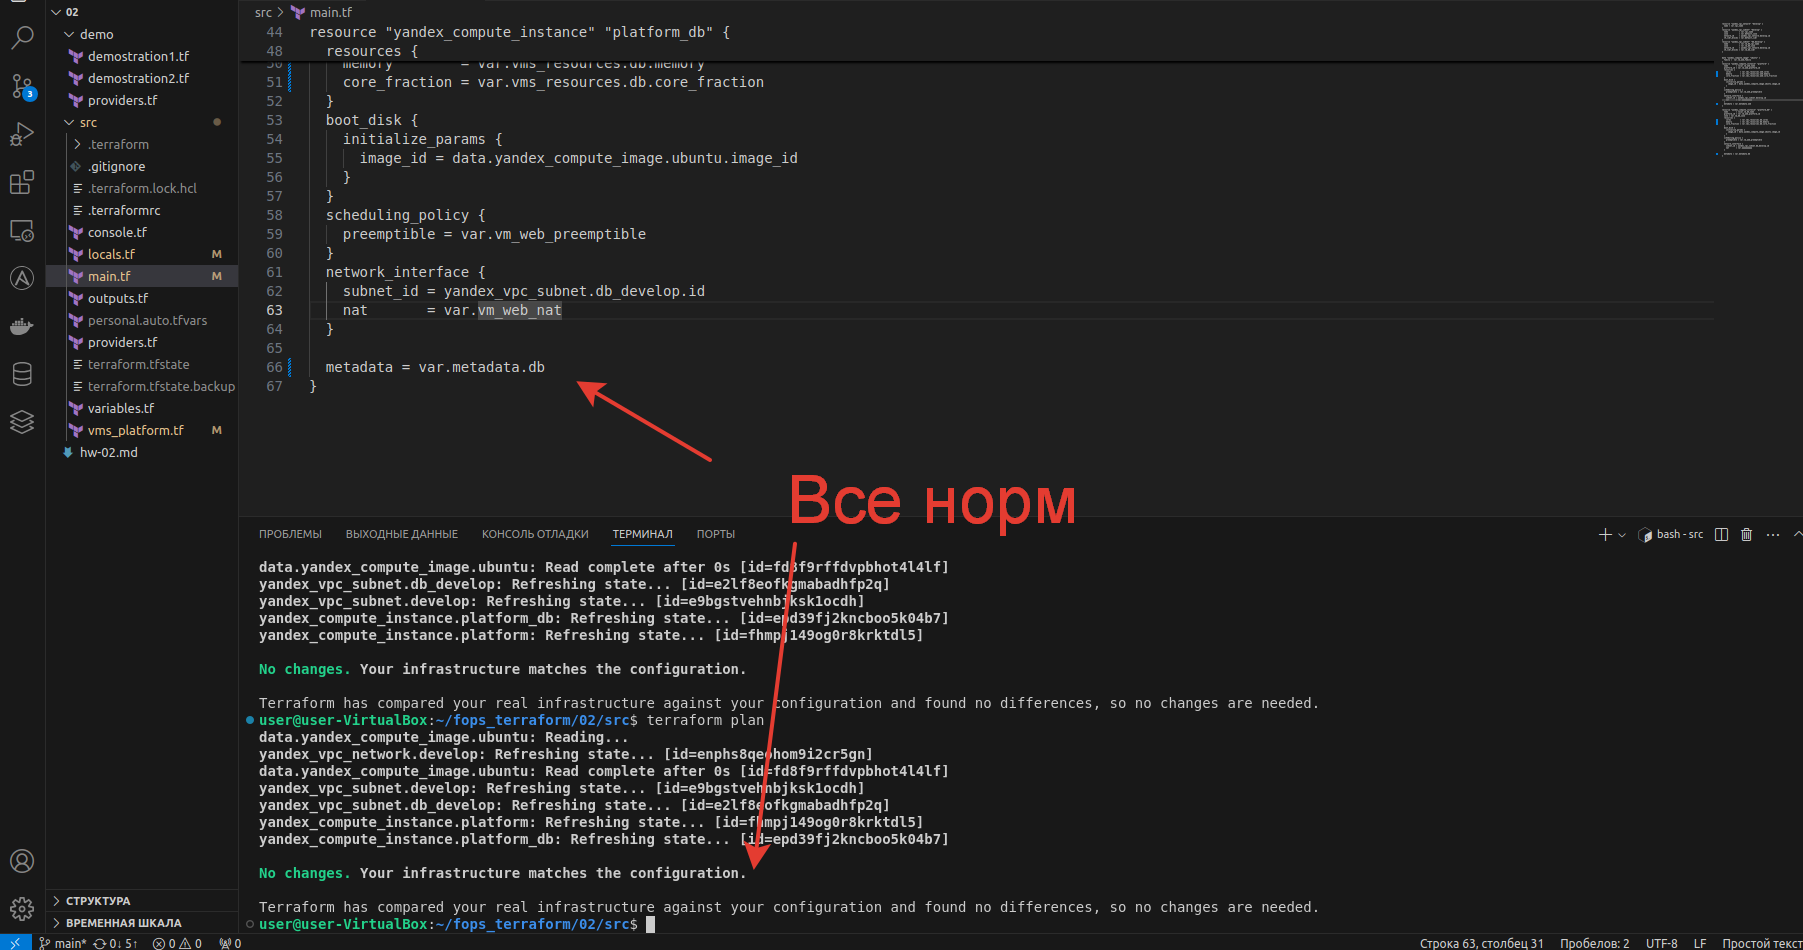 02
demo
demostration1.tf
demostration2.tf
providers.tf
src
.terraform
.gitignore
.terraform.lock.hcl
.terraformrc
console.tf
locals.tf M
main.tf M
outputs.tf
personal.auto.tfvars
providers.tf
terraform.tfstate
terraform.tfstate.backup
variables.tf
vms_platform.tf M
hw-02.md
СТРУКТУРА
ВРЕМЕННАЯ ШКАЛА
3
src > main.tf
44 resource "yandex_compute_instance" "platform_db" {
48 resources {
50 memory = var.vms_resources.db.memory
51 core_fraction = var.vms_resources.db.core_fraction
52 }
53 boot_disk {
54 initialize_params {
55 image_id = data.yandex_compute_image.ubuntu.image_id
56 }
57 }
58 scheduling_policy {
59 preemptible = var.vm_web_preemptible
60 }
61 network_interface {
62 subnet_id = yandex_vpc_subnet.db_develop.id
63 nat = var.vm_web_nat
64 }
65
66 metadata = var.metadata.db
67 }
Все норм
ПРОБЛЕМЫ ВЫХОДНЫЕ ДАННЫЕ КОНСОЛЬ ОТЛАДКИ ТЕРМИНАЛ ПОРТЫ
bash - src
data.yandex_compute_image.ubuntu: Read complete after 0s [id=fd8f9rffdvpbhot4l4lf]
yandex_vpc_subnet.db_develop: Refreshing state... [id=e2lf8eofkgmabadhfp2q]
yandex_vpc_subnet.develop: Refreshing state... [id=e9bgstvehnbjksk1ocdh]
yandex_compute_instance.platform_db: Refreshing state... [id=epd39fj2kncboo5k04b7]
yandex_compute_instance.platform: Refreshing state... [id=fhmpj149og0r8krktdl5]
No changes. Your infrastructure matches the configuration.
Terraform has compared your real infrastructure against your configuration and found no differences, so no changes are needed.
user@user-VirtualBox:~/fops_terraform/02/src$ terraform plan
data.yandex_compute_image.ubuntu: Reading...
yandex_vpc_network.develop: Refreshing state... [id=enphs8qeohom9i2cr5gn]
data.yandex_compute_image.ubuntu: Read complete after 0s [id=fd8f9rffdvpbhot4l4lf]
yandex_vpc_subnet.develop: Refreshing state... [id=e9bgstvehnbjksk1ocdh]
yandex_vpc_subnet.db_develop: Refreshing state... [id=e2lf8eofkgmabadhfp2q]
yandex_compute_instance.platform: Refreshing state... [id=fhmpj149og0r8krktdl5]
yandex_compute_instance.platform_db: Refreshing state... [id=epd39fj2kncboo5k04b7]
No changes. Your infrastructure matches the configuration.
Terraform has compared your real infrastructure against your configuration and found no differences, so no changes are needed.
user@user-VirtualBox:~/fops_terraform/02/src$
main* 0↓ 5↑ 0 0 0 Строка 63, столбец 31 Пробелов: 2 UTF-8 LF Простой текст